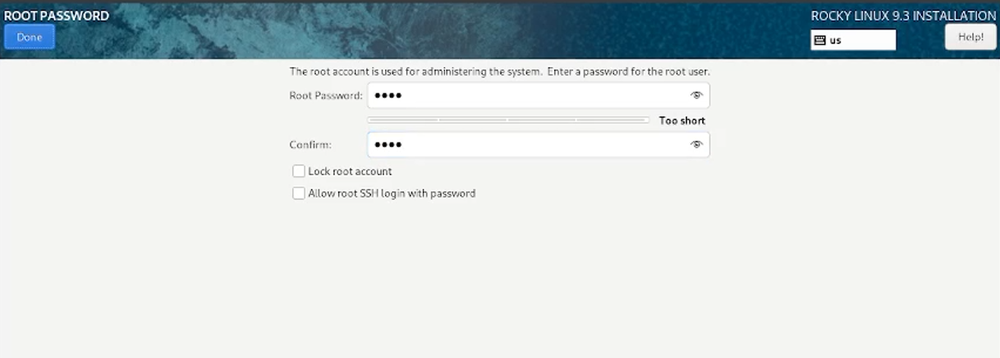 ROOT PASSWORD
ROCKY LINUX 9.3 INSTALLATION
Done
us
Help!
The root account is used for administering the system. Enter a password for the root user.
Root Password: ••••
Too short
Confirm: ••••
Lock root account
Allow root SSH login with password